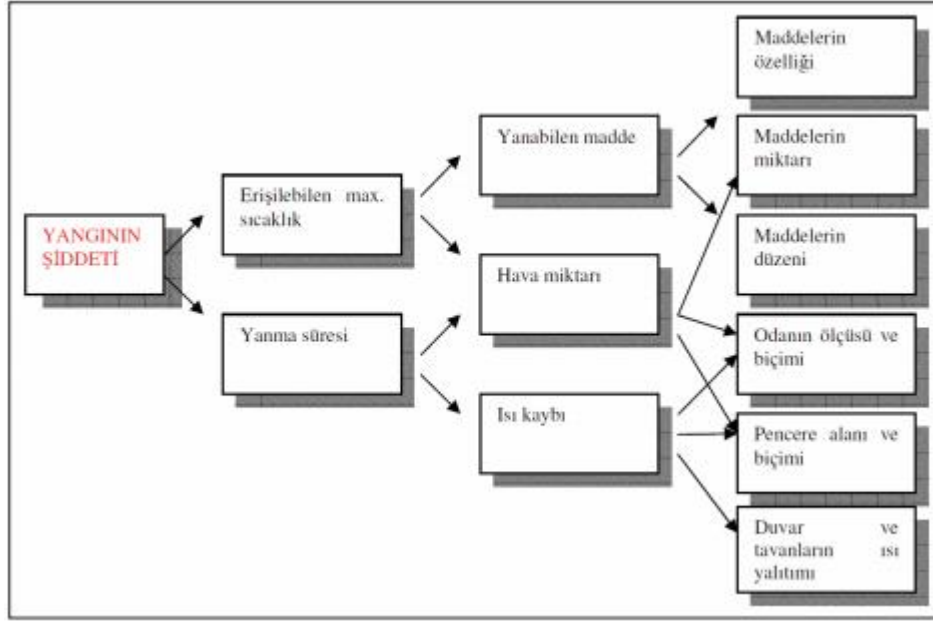 YANGININ
ŞİDDETİ
Erişilebilen max.
sıcaklık
Yanma süresi
Yanabilen madde
Hava miktarı
Isı kaybı
Maddelerin
özelliği
Maddelerin
miktarı
Maddelerin
düzeni
Odanın ölçüsü ve
biçimi
Pencere alanı ve
biçimi
Duvar ve
tavanların ısı
yalıtımı